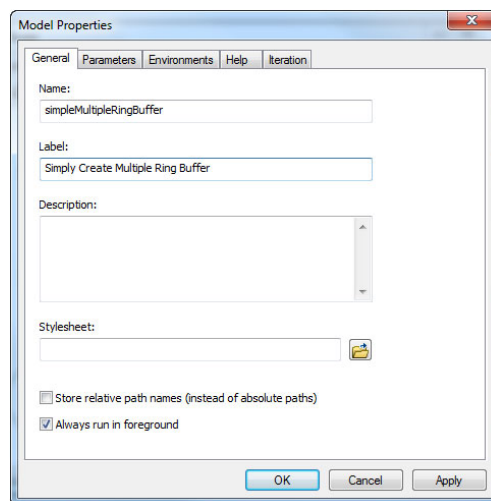 Model Properties
General Parameters Environments Help Iteration
Name:
simpleMultipleRingBuffer
Label:
Simply Create Multiple Ring Buffer
Description:
Stylesheet:
Store relative path names (instead of absolute paths)
Always run in foreground
OK Cancel Apply